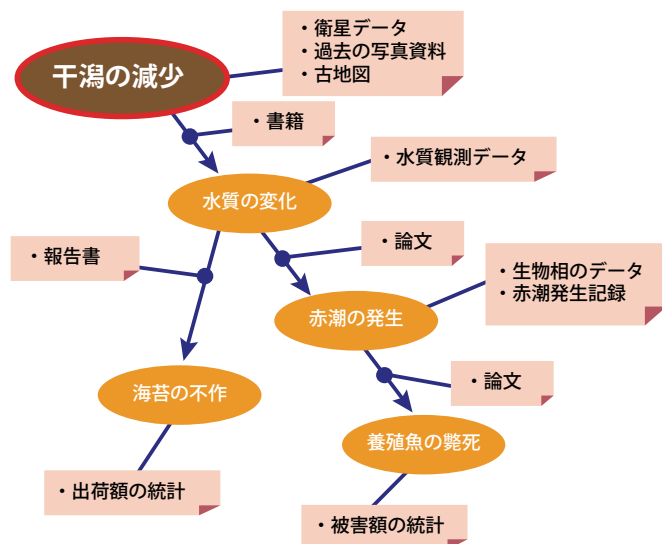 干潟の減少
・衛星データ
・過去の写真資料
・古地図
・書籍
・水質観測データ
水質の変化
・報告書
・論文
・生物相のデータ
・赤潮発生記録
赤潮の発生
海苔の不作
・論文
養殖魚の斃死
・出荷額の統計
・被害額の統計